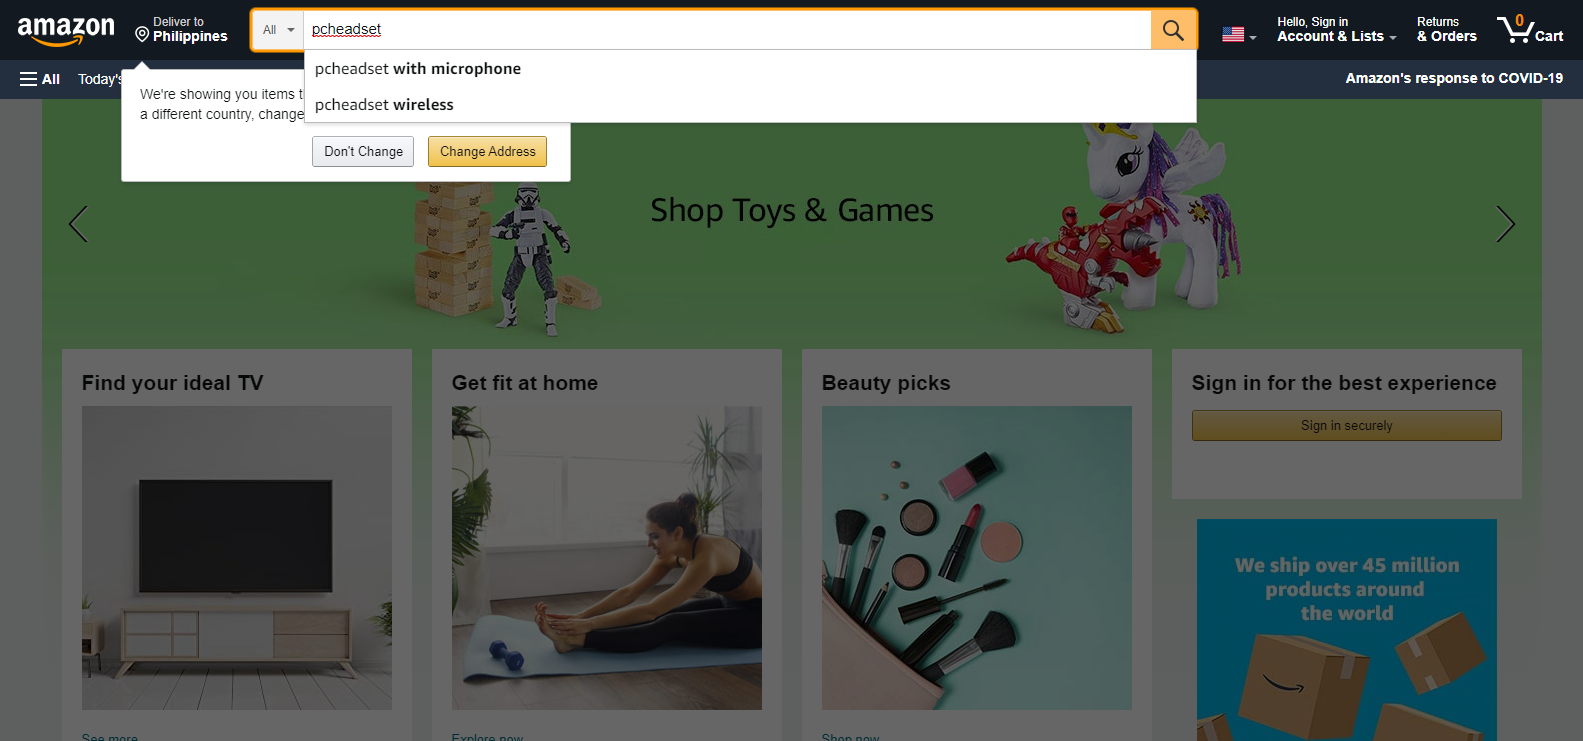 amazon
Deliver to
Philippines
All
pcheadset
Hello, Sign in
Account & Lists
Returns
& Orders
0
Cart
pcheadset with microphone
pcheadset wireless
All
Today's
Amazon's response to COVID-19
We're showing you items t
a different country, change
Don't Change
Change Address
Shop Toys & Games
Find your ideal TV
Get fit at home
Beauty picks
Sign in for the best experience
Sign in securely
We ship over 45 million
products around
the world
See more
Explore now
Shop now